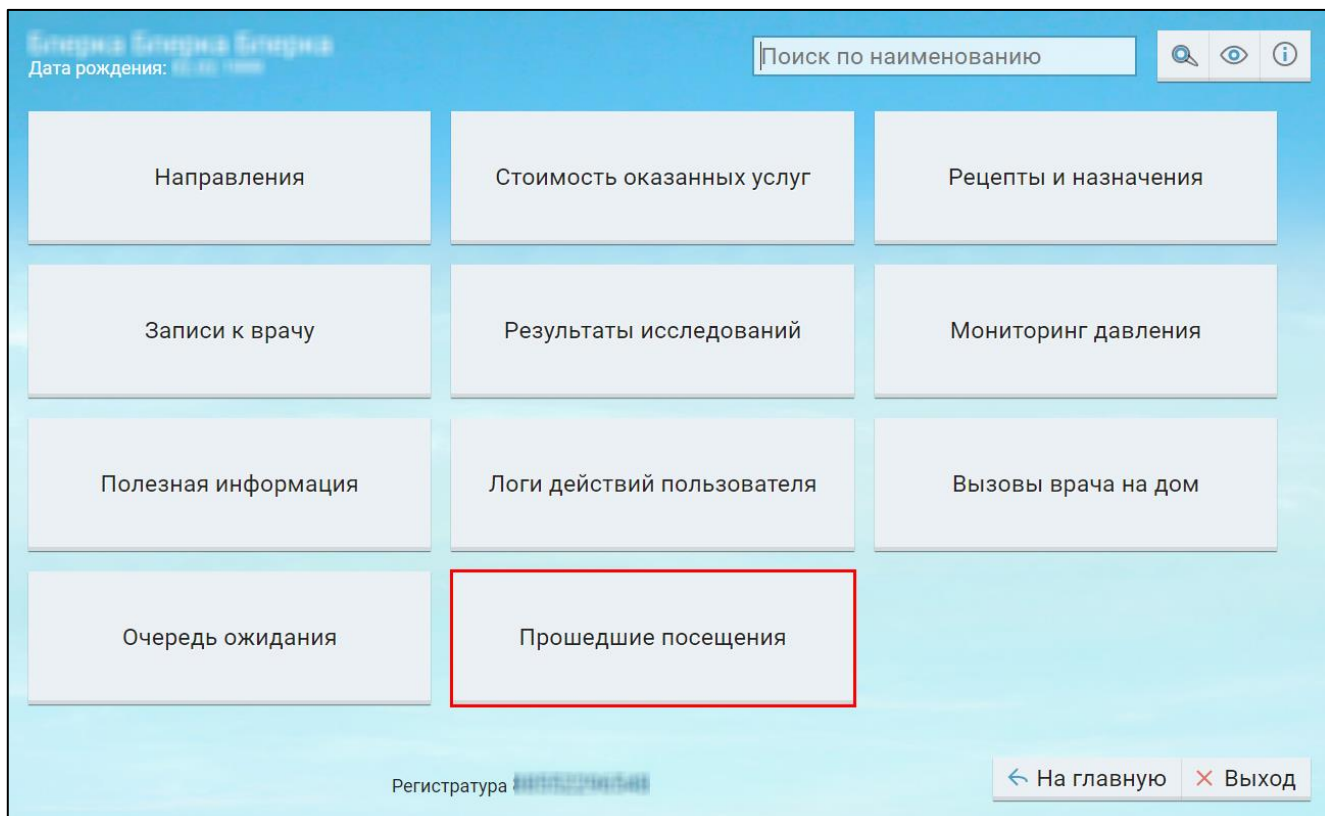 Дата рождения:
Поиск по наименованию
Направления
Стоимость оказанных услуг
Рецепты и назначения
Записи к врачу
Результаты исследований
Мониторинг давления
Полезная информация
Логи действий пользователя
Вызовы врача на дом
Очередь ожидания
Прошедшие посещения
Регистратура
На главную
Выход